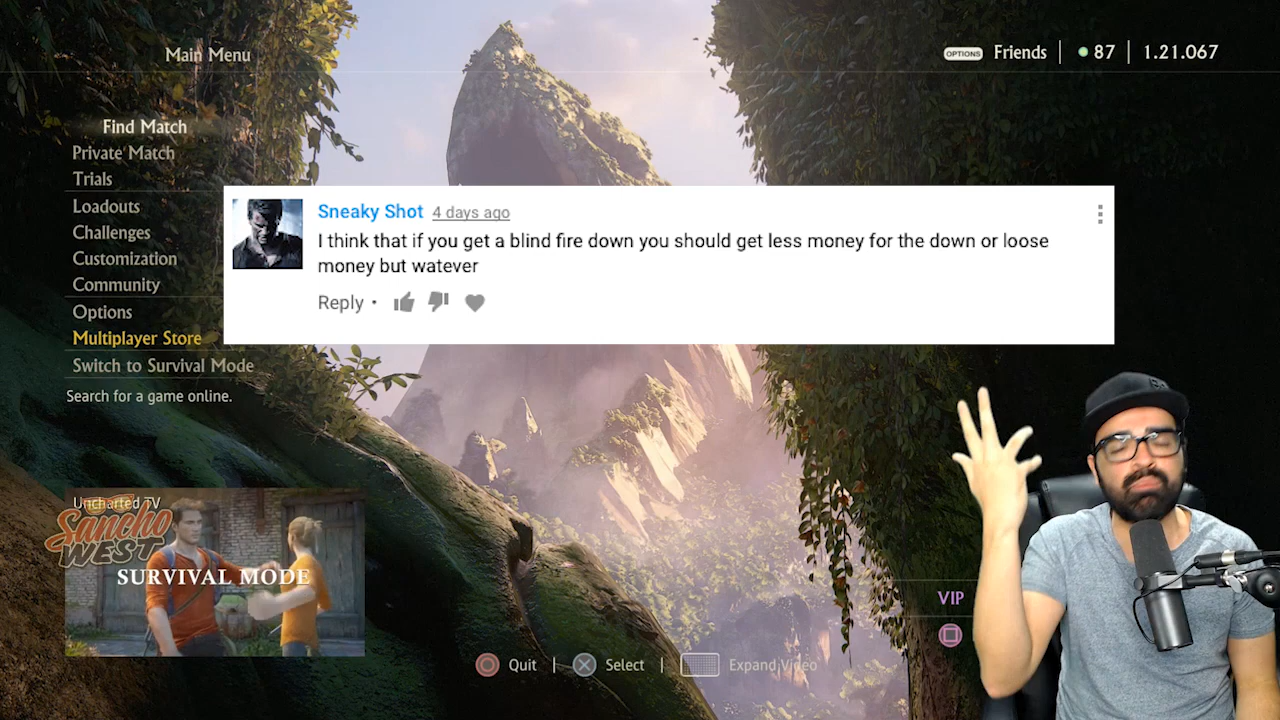 Main Menu
OPTIONS Friends | 87 | 1.21.067
Find Match
Private Match
Trials
Loadouts
Challenges
Customization
Community
Options
Multiplayer Store
Switch to Survival Mode
Search for a game online.
Sneaky Shot 4 days ago
I think that if you get a blind fire down you should get less money for the down or loose
money but watever
Reply •
Uncharted TV
Sancho
WEST
SURVIVAL MODE
VIP
Quit | Select | Expand Video